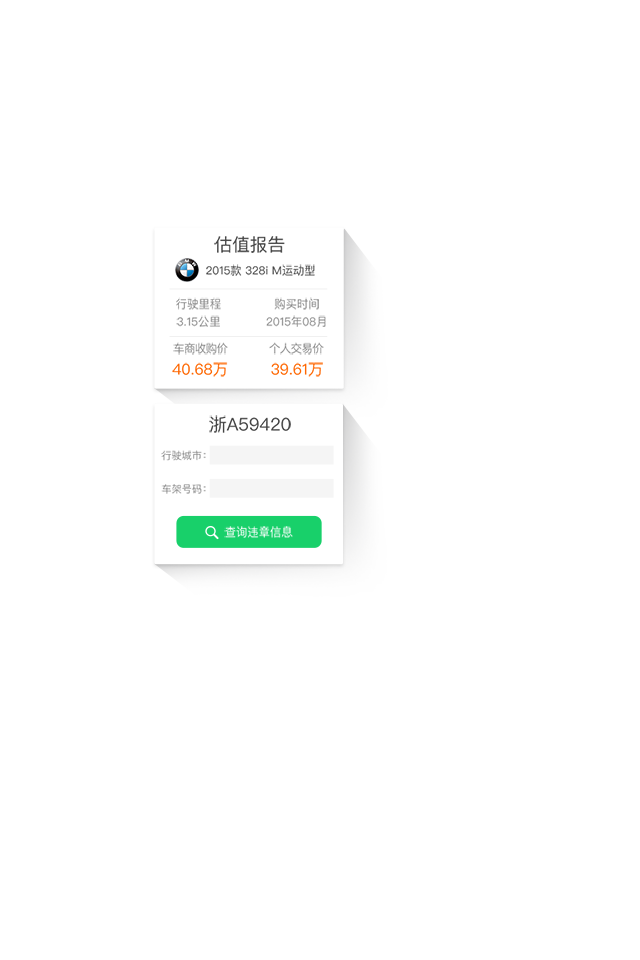 估值报告
2015款 328i M运动型
行驶里程 购买时间
3.15公里 2015年08月
车商收购价 个人交易价
40.68万 39.61万
浙A59420
行驶城市：
车架号码：
查询违章信息